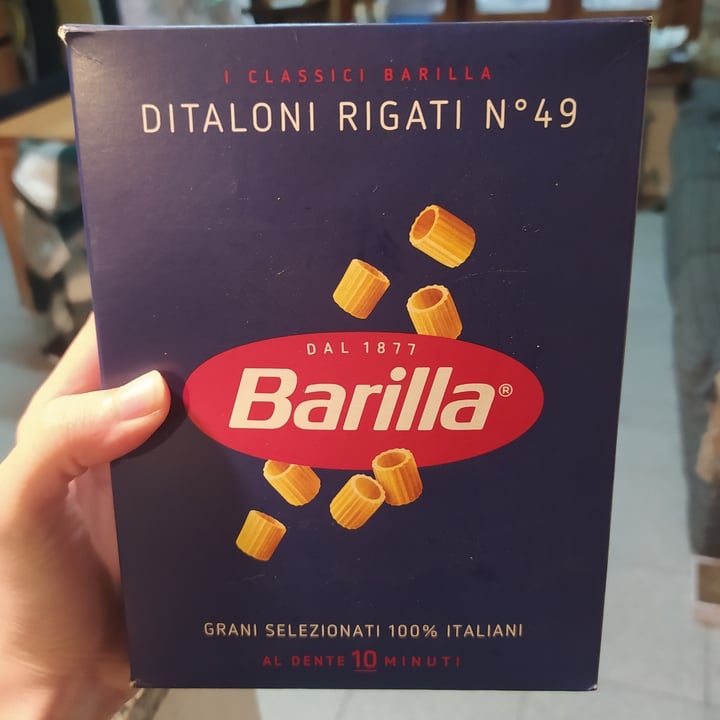 I CLASSICI BARILLA
DITALONI RIGATI N°49
DAL 1877
Barilla®
GRANI SELEZIONATI 100% ITALIANI
AL DENTE 10 MINUTI